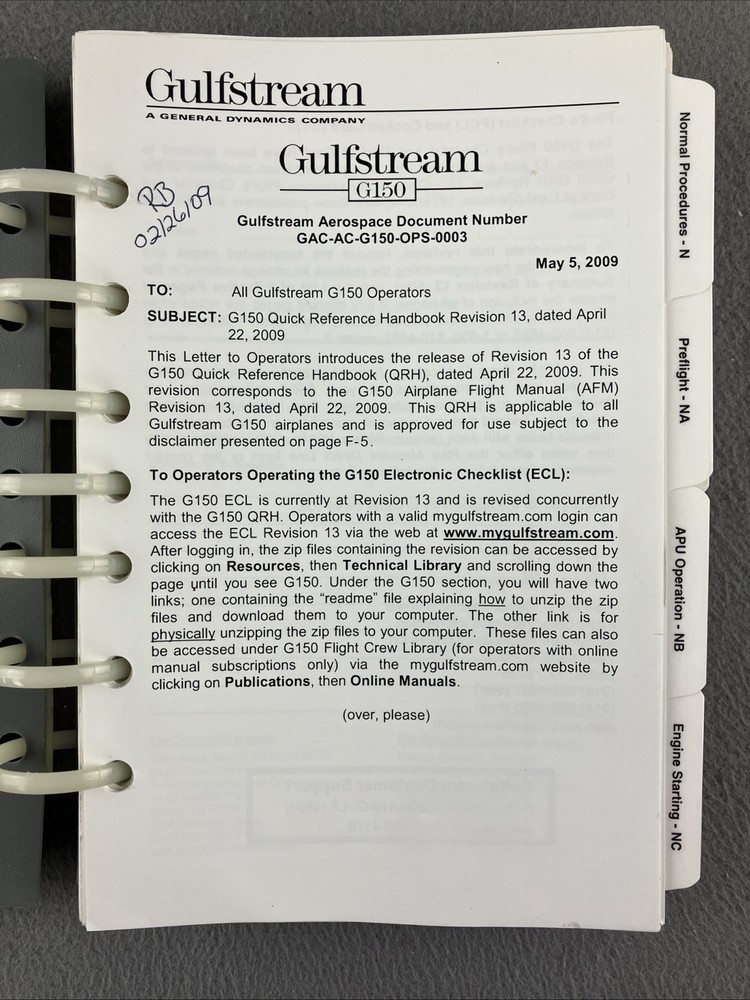 Gulfstream
A GENERAL DYNAMICS COMPANY
Gulfstream
G150
RB
02/26/09
Gulfstream Aerospace Document Number
GAC-AC-G150-OPS-0003
May 5, 2009
TO: All Gulfstream G150 Operators
SUBJECT: G150 Quick Reference Handbook Revision 13, dated April
22, 2009
This Letter to Operators introduces the release of Revision 13 of the
G150 Quick Reference Handbook (QRH), dated April 22, 2009. This
revision corresponds to the G150 Airplane Flight Manual (AFM)
Revision 13, dated April 22, 2009. This QRH is applicable to all
Gulfstream G150 airplanes and is approved for use subject to the
disclaimer presented on page F-5.
To Operators Operating the G150 Electronic Checklist (ECL):
The G150 ECL is currently at Revision 13 and is revised concurrently
with the G150 QRH. Operators with a valid mygulfstream.com login can
access the ECL Revision 13 via the web at www.mygulfstream.com.
After logging in, the zip files containing the revision can be accessed by
clicking on Resources, then Technical Library and scrolling down the
page until you see G150. Under the G150 section, you will have two
links; one containing the “readme” file explaining how to unzip the zip
files and download them to your computer. The other link is for
physically unzipping the zip files to your computer. These files can also
be accessed under G150 Flight Crew Library (for operators with online
manual subscriptions only) via the mygulfstream.com website by
clicking on Publications, then Online Manuals.
(over, please)
Normal Procedures - N
Preflight - NA
APU Operation - NB
Engine Starting - NC